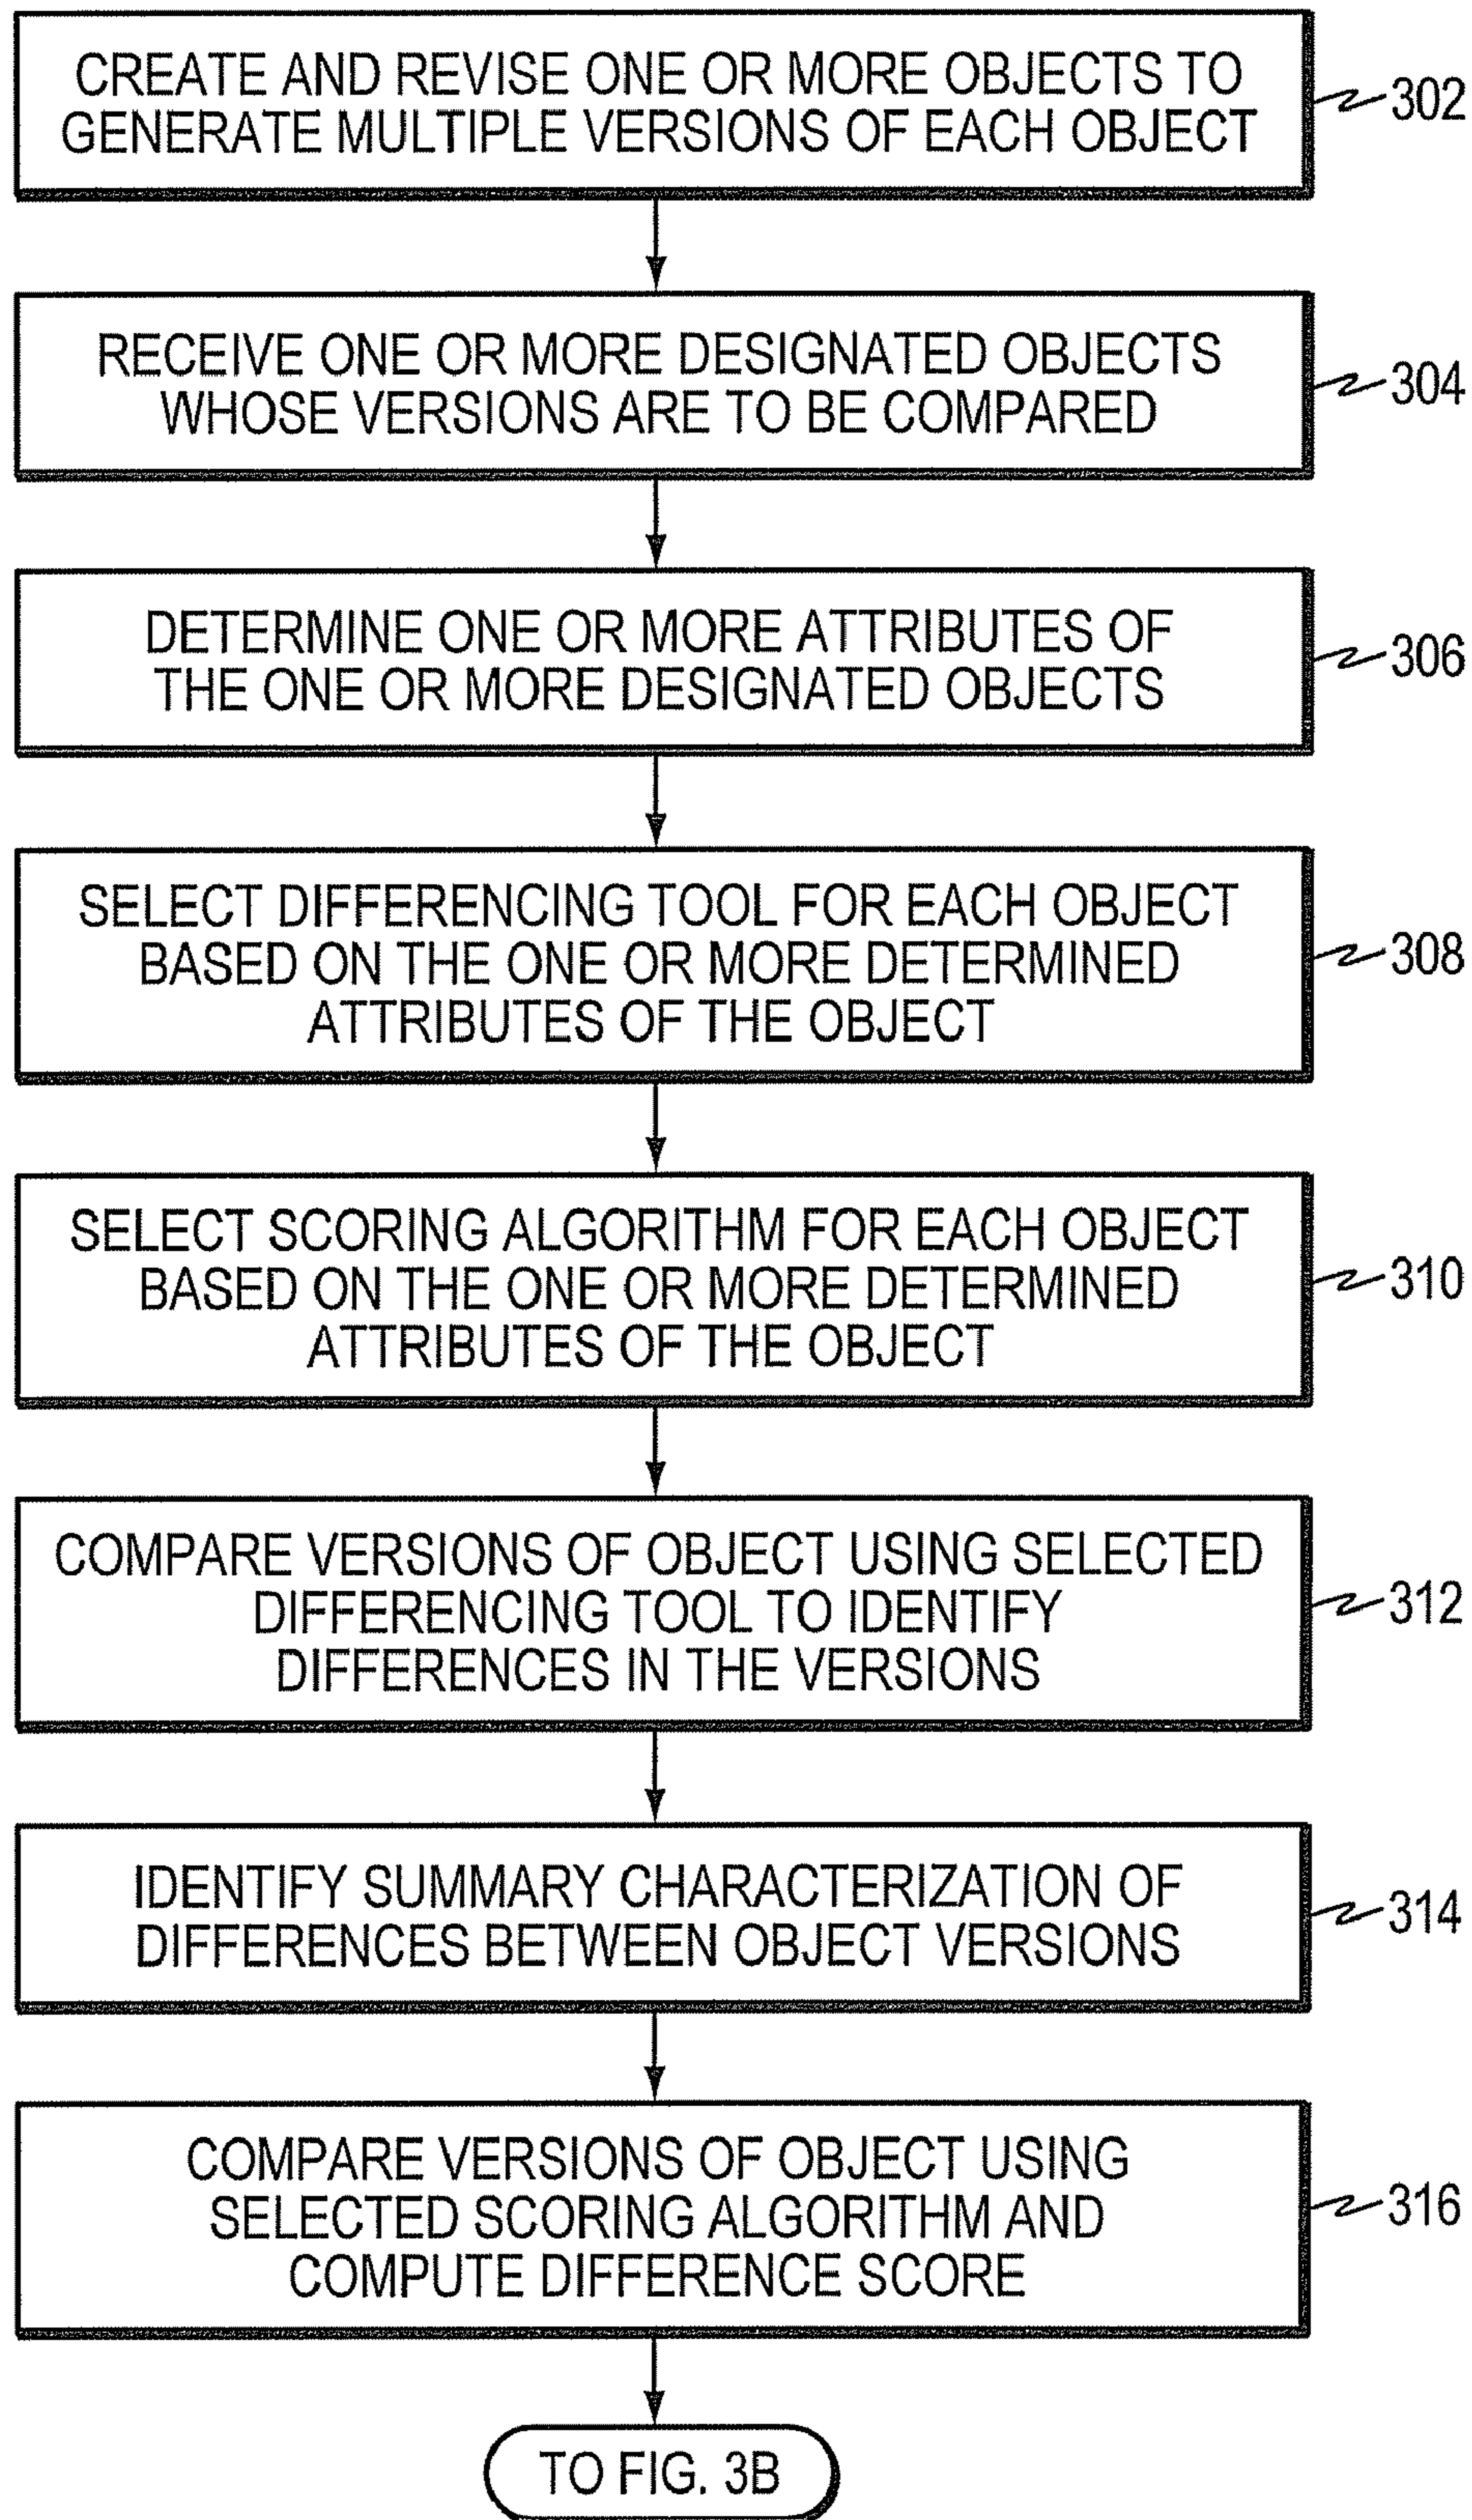 CREATE AND REVISE ONE OR MORE OBJECTS TO
GENERATE MULTIPLE VERSIONS OF EACH OBJECT
302
RECEIVE ONE OR MORE DESIGNATED OBJECTS
WHOSE VERSIONS ARE TO BE COMPARED
304
DETERMINE ONE OR MORE ATTRIBUTES OF
THE ONE OR MORE DESIGNATED OBJECTS
306
SELECT DIFFERENCING TOOL FOR EACH OBJECT
BASED ON THE ONE OR MORE DETERMINED
ATTRIBUTES OF THE OBJECT
308
SELECT SCORING ALGORITHM FOR EACH OBJECT
BASED ON THE ONE OR MORE DETERMINED
ATTRIBUTES OF THE OBJECT
310
COMPARE VERSIONS OF OBJECT USING SELECTED
DIFFERENCING TOOL TO IDENTIFY
DIFFERENCES IN THE VERSIONS
312
IDENTIFY SUMMARY CHARACTERIZATION OF
DIFFERENCES BETWEEN OBJECT VERSIONS
314
COMPARE VERSIONS OF OBJECT USING
SELECTED SCORING ALGORITHM AND
COMPUTE DIFFERENCE SCORE
316
TO FIG. 3B